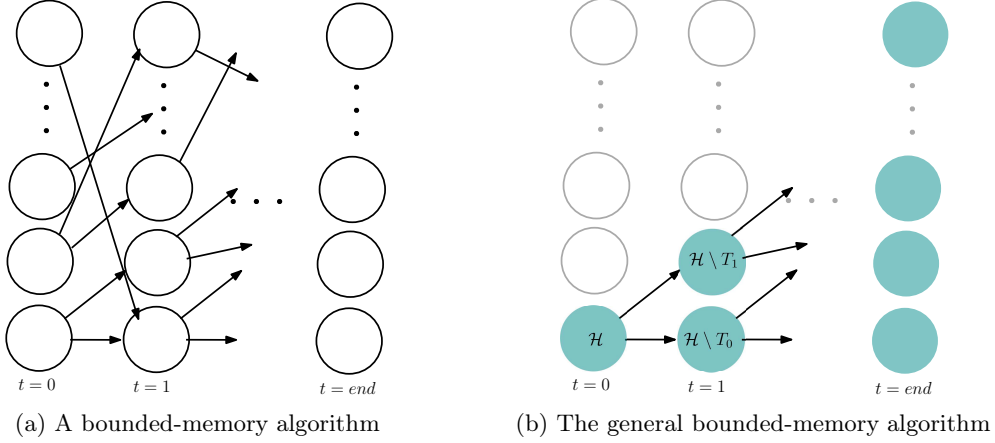 𝓗
𝓗 \ T₁
𝓗 \ T₀
t = 0
t = 1
t = end
t = 0
t = 1
t = end
(a) A bounded-memory algorithm
(b) The general bounded-memory algorithm